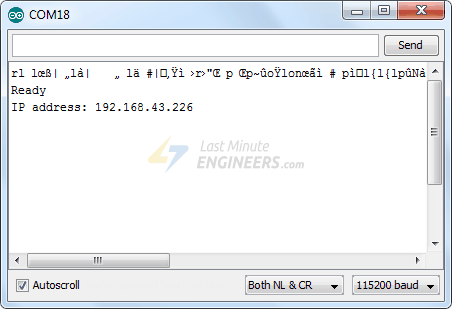 COM18
Send
Ready
IP address: 192.168.43.226
Last Minute
ENGINEERS.com
Autoscroll
Both NL & CR
115200 baud